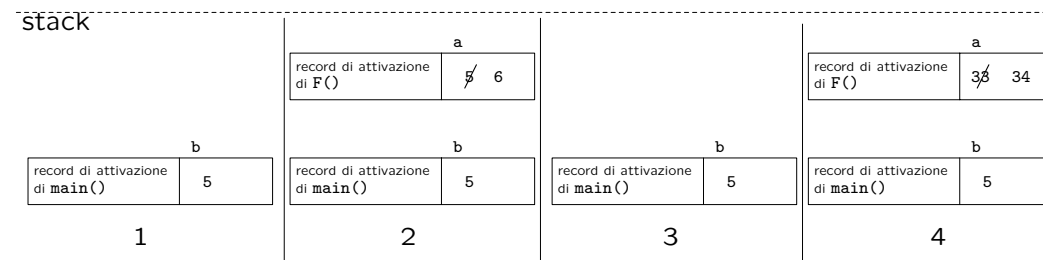 stack
a
a
record di attivazione
di F()
5 6
record di attivazione
di F()
33 34
b
b
b
b
record di attivazione
di main()
5
record di attivazione
di main()
5
record di attivazione
di main()
5
record di attivazione
di main()
5
1
2
3
4